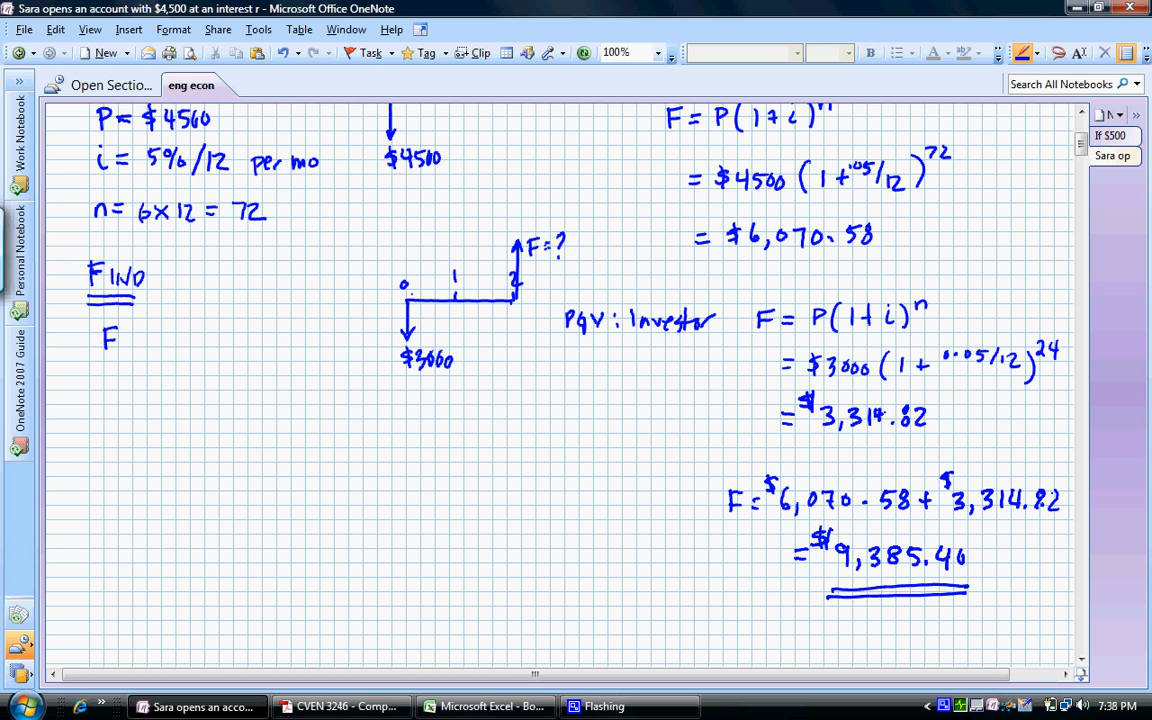 Sara opens an account with $4,500 at an interest r - Microsoft Office OneNote
File Edit View Insert Format Share Tools Table Window Help
New Task Tag Clip 100%
Open Sectio... eng econ Search All Notebooks
Work Notebook
Personal Notebook
OneNote 2007 Guide
N
If $500
Sara op
P = $4500
i = 5%/12 per mo
n = 6 x 12 = 72
FIND
F
$4500
F = ?
0 1 2
$3000
F = P(1+i)^n
= $4500 (1+.05/12)^72
= $6,070.58
POV: Investor F = P(1+i)^n
= $3000 (1 + 0.05/12)^24
= $3,314.82
F = $6,070.58 + $3,314.82
= $9,385.40
Sara opens an acco... CVEN 3246 - Comp... Microsoft Excel - Bo... Flashing 7:38 PM